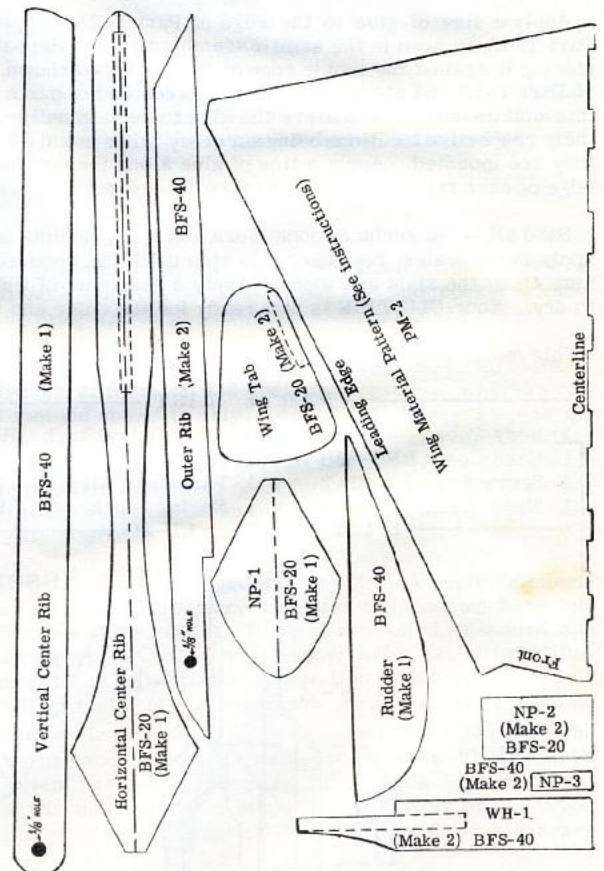 Vertical Center Rib BFS-40 (Make 1)
1/8" HOLE
Horizontal Center Rib
BFS-20
(Make 1)
Outer Rib (Make 2) BFS-40
1/8" HOLE
Wing Tab
BFS-20 (Make 2)
NP-1
BFS-20
(Make 1)
Leading Edge
Wing Material Pattern (See Instructions)
PM-2
Centerline
Front
BFS-40
Rudder
(Make 1)
NP-2
(Make 2)
BFS-20
BFS-40
(Make 2) NP-3
WH-1
(Make 2) BFS-40